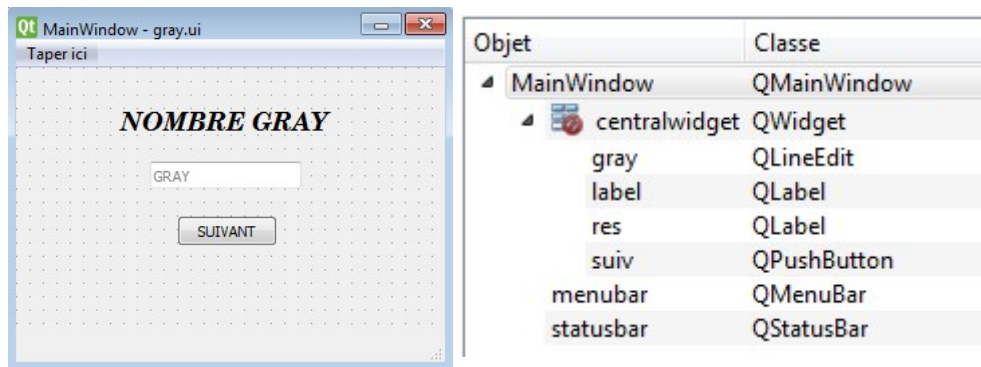 Qt MainWindow - gray.ui
Taper ici
NOMBRE GRAY
GRAY
SUIVANT
Objet Classe
MainWindow QMainWindow
centralwidget QWidget
gray QLineEdit
label QLabel
res QLabel
suiv QPushButton
menubar QMenuBar
statusbar QStatusBar